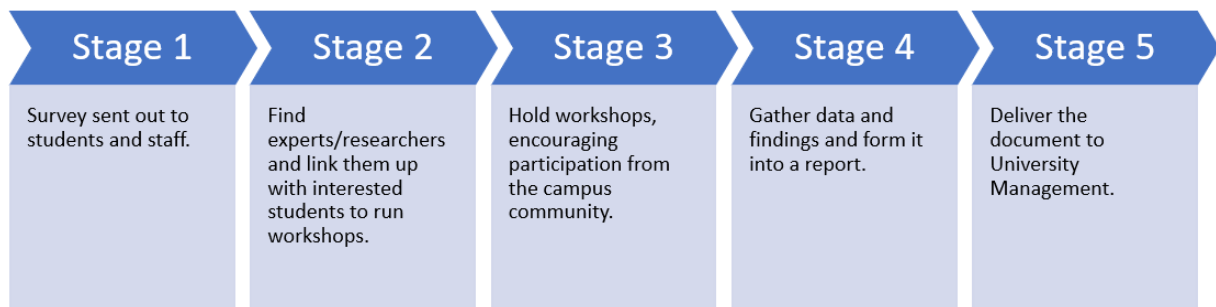 Stage 1
Survey sent out to
students and staff.
Stage 2
Find
experts/researchers
and link them up
with interested
students to run
workshops.
Stage 3
Hold workshops,
encouraging
participation from
the campus
community.
Stage 4
Gather data and
findings and form it
into a report.
Stage 5
Deliver the
document to
University
Management.